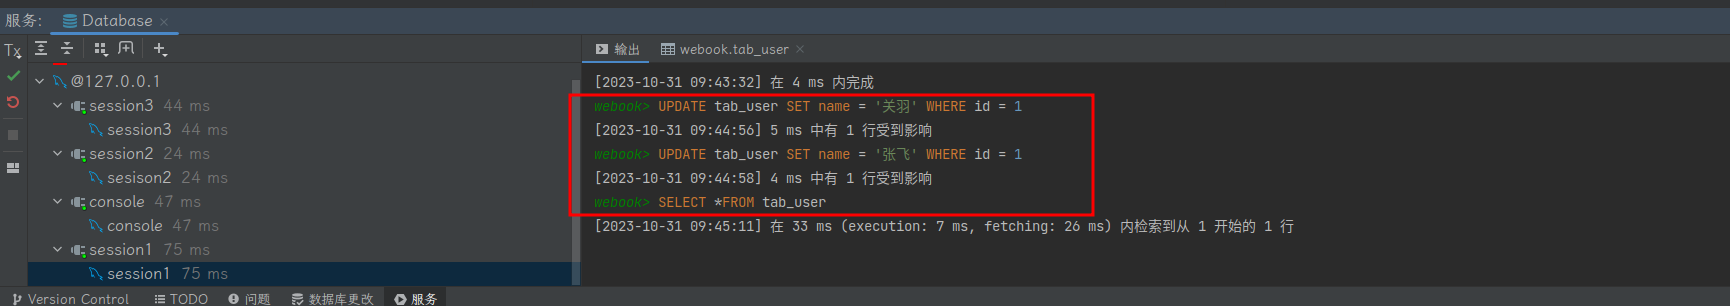 服务: Database ×
Tx
@127.0.0.1
session3 44 ms
session3 44 ms
session2 24 ms
sesison2 24 ms
console 47 ms
console 44 ms
session1 75 ms
session1 75 ms
输出 webook.tab_user ×
[2023-10-31 09:43:32] 在 4 ms 内完成
webook> UPDATE tab_user SET name = '关羽' WHERE id = 1
[2023-10-31 09:44:56] 5 ms 中有 1 行受到影响
webook> UPDATE tab_user SET name = '张飞' WHERE id = 1
[2023-10-31 09:44:58] 4 ms 中有 1 行受到影响
webook> SELECT *FROM tab_user
[2023-10-31 09:45:11] 在 33 ms (execution: 7 ms, fetching: 26 ms) 内检索到从 1 开始的 1 行
Version Control TODO 问题 数据库更改 服务